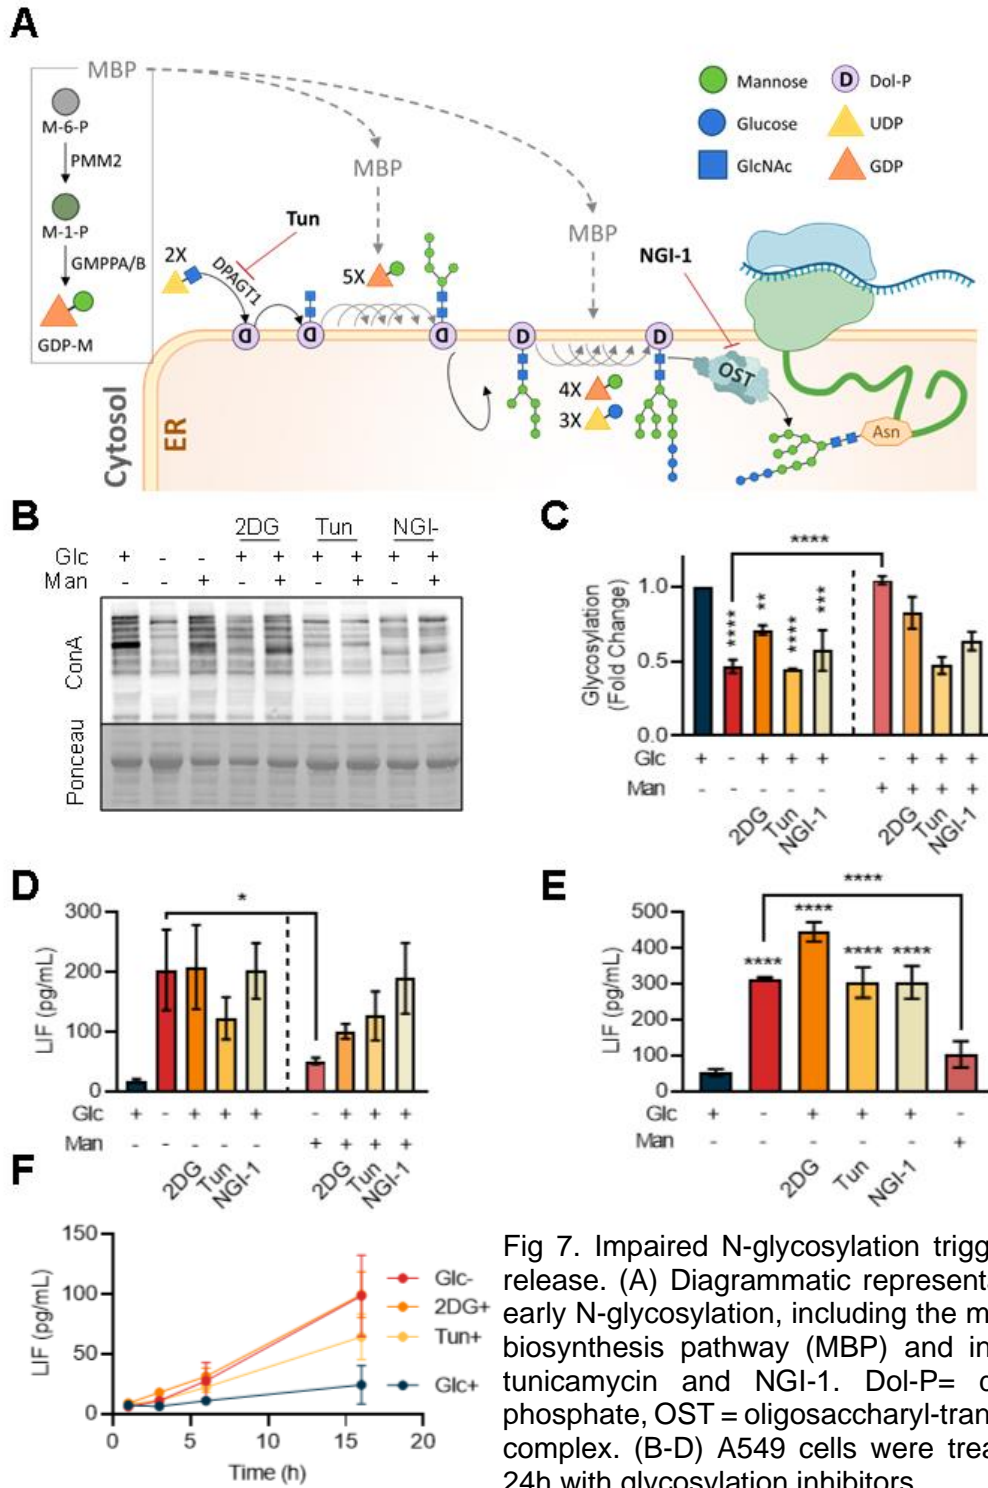 A
MBP
M-6-P
PMM2
M-1-P
GMPPA/B
GDP-M
2X
DPAGT1
Tun
5X
MBP
MBP
NGI-1
Mannose
D Dol-P
Glucose
UDP
GlcNAc
GDP
D D D D D
4X
3X
OST
Asn
Cytosol
ER
B
2DG Tun NGI-
Glc + - - + + + + + +
Man - - + - + - + - +
ConA
Ponceau
C
****
Glycosylation
(Fold Change)
1.0
0.5
0.0
**** ** **** ***
Glc + - + + + - + + +
Man - - - - - + + + +
2DG Tun NGI-1 2DG Tun NGI-1
D
*
LIF (pg/mL)
300
200
100
0
Glc + - + + + - + + +
Man - - - - - + + + +
2DG Tun NGI-1 2DG Tun NGI-1
E
****
LIF (pg/mL)
500
400
300
200
100
0
**** **** **** ****
Glc + - + + + -
Man - - - - - +
2DG Tun NGI-1
F
LIF (pg/mL)
150
100
50
0
0 5 10 15 20
Time (h)
Glc-
2DG+
Tun+
Glc+
Fig 7. Impaired N-glycosylation trigg
release. (A) Diagrammatic represent
early N-glycosylation, including the m
biosynthesis pathway (MBP) and in
tunicamycin and NGI-1. Dol-P= d
phosphate, OST = oligosaccharyl-tran
complex. (B-D) A549 cells were trea
24h with glycosylation inhibitors